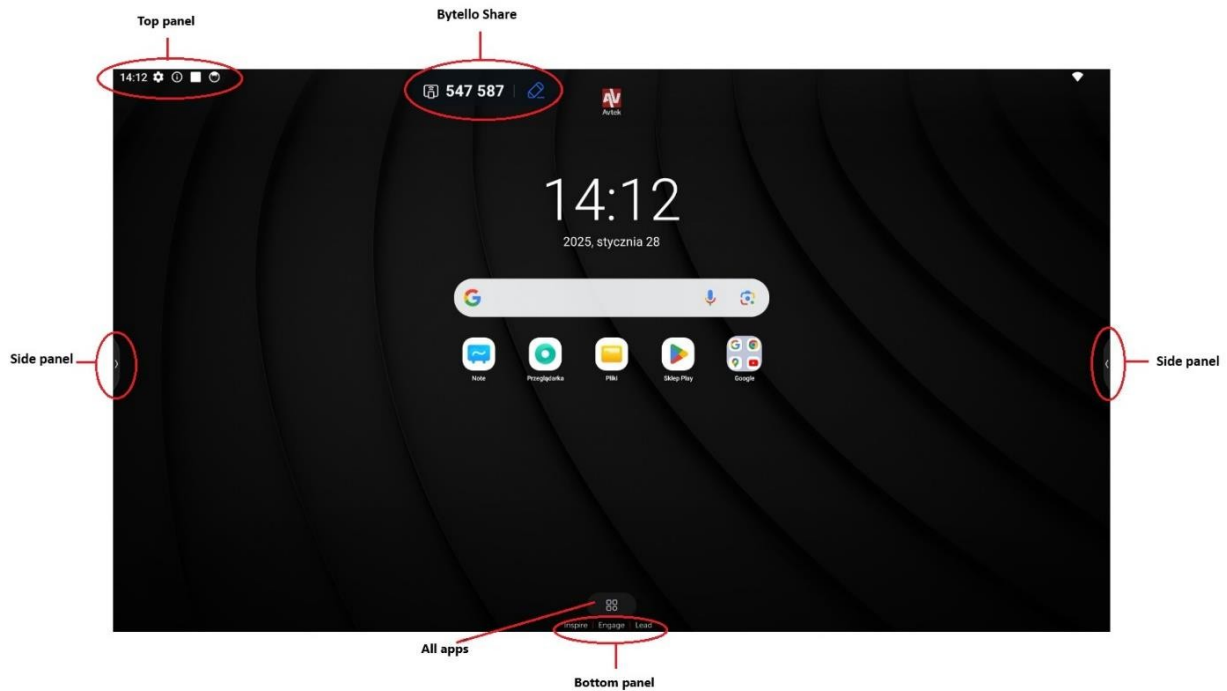 Bytello Share
Top panel
14:12
547 587
AV
Avtek
14:12
2025, stycznia 28
Side panel
Side panel
Note
Przeglądarka
Pliki
Sklep Play
Google
Inspire | Engage | Lead
All apps
Bottom panel